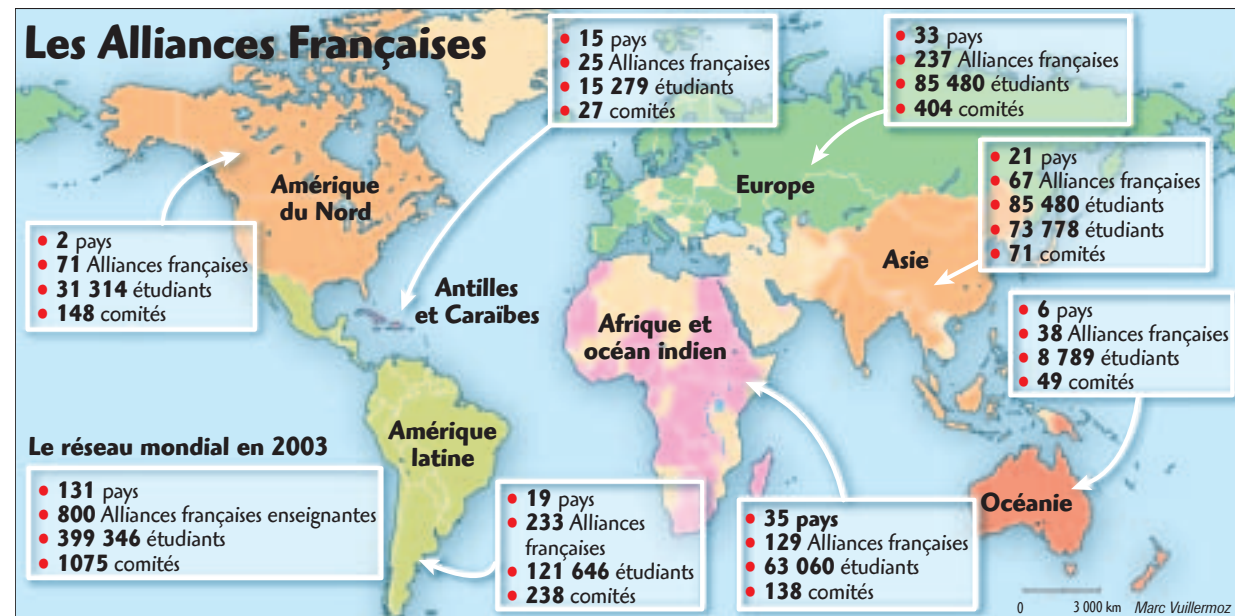 Les Alliances Françaises
• 15 pays
• 25 Alliances françaises
• 15 279 étudiants
• 27 comités
• 33 pays
• 237 Alliances françaises
• 85 480 étudiants
• 404 comités
• 21 pays
• 67 Alliances françaises
• 85 480 étudiants
• 73 778 étudiants
• 71 comités
Amérique
du Nord
Europe
Asie
• 2 pays
• 71 Alliances françaises
• 31 314 étudiants
• 148 comités
Antilles
et Caraïbes
Afrique et
océan indien
• 6 pays
• 38 Alliances françaises
• 8 789 étudiants
• 49 comités
Amérique
latine
Océanie
Le réseau mondial en 2003
• 131 pays
• 800 Alliances françaises enseignantes
• 399 346 étudiants
• 1075 comités
• 19 pays
• 233 Alliances
françaises
• 121 646 étudiants
• 238 comités
• 35 pays
• 129 Alliances françaises
• 63 060 étudiants
• 138 comités
0 3 000 km Marc Vuillermoz